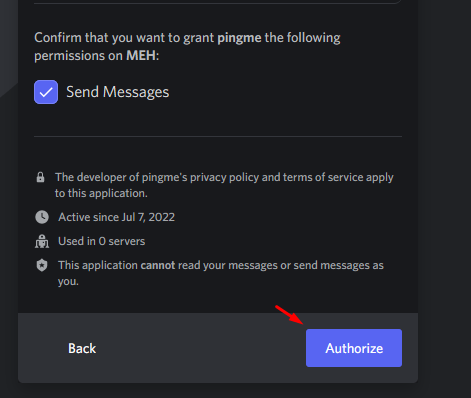 Confirm that you want to grant pingme the following
permissions on MEH:
Send Messages
The developer of pingme's privacy policy and terms of service apply
to this application.
Active since Jul 7, 2022
Used in 0 servers
This application cannot read your messages or send messages as
you.
Back
Authorize